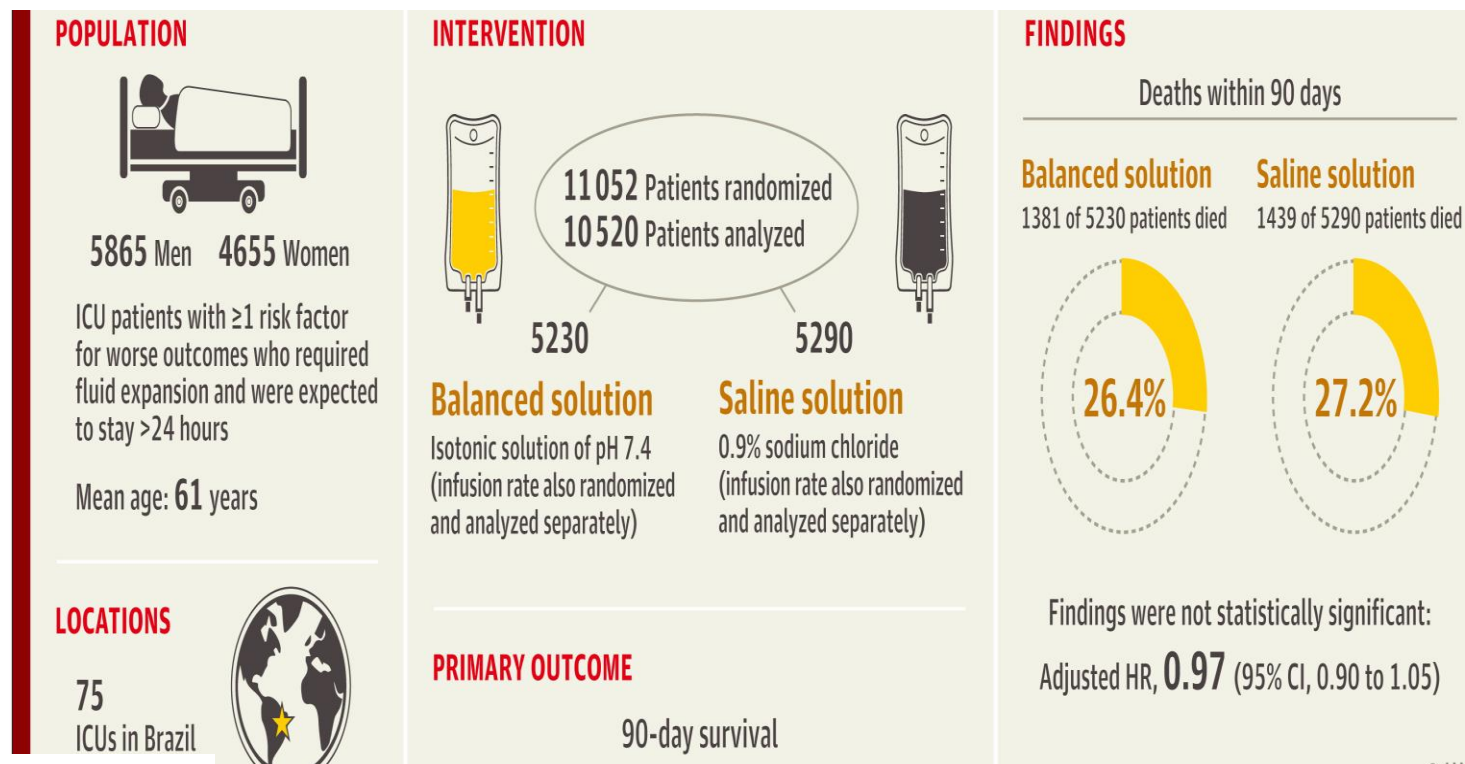 POPULATION
5865 Men 4655 Women
ICU patients with ≥1 risk factor
for worse outcomes who required
fluid expansion and were expected
to stay >24 hours
Mean age: 61 years
LOCATIONS
75
ICUs in Brazil
INTERVENTION
11 052 Patients randomized
10 520 Patients analyzed
5230
Balanced solution
Isotonic solution of pH 7.4
(infusion rate also randomized
and analyzed separately)
5290
Saline solution
0.9% sodium chloride
(infusion rate also randomized
and analyzed separately)
PRIMARY OUTCOME
90-day survival
FINDINGS
Deaths within 90 days
Balanced solution
1381 of 5230 patients died
26.4%
Saline solution
1439 of 5290 patients died
27.2%
Findings were not statistically significant:
Adjusted HR, 0.97 (95% CI, 0.90 to 1.05)